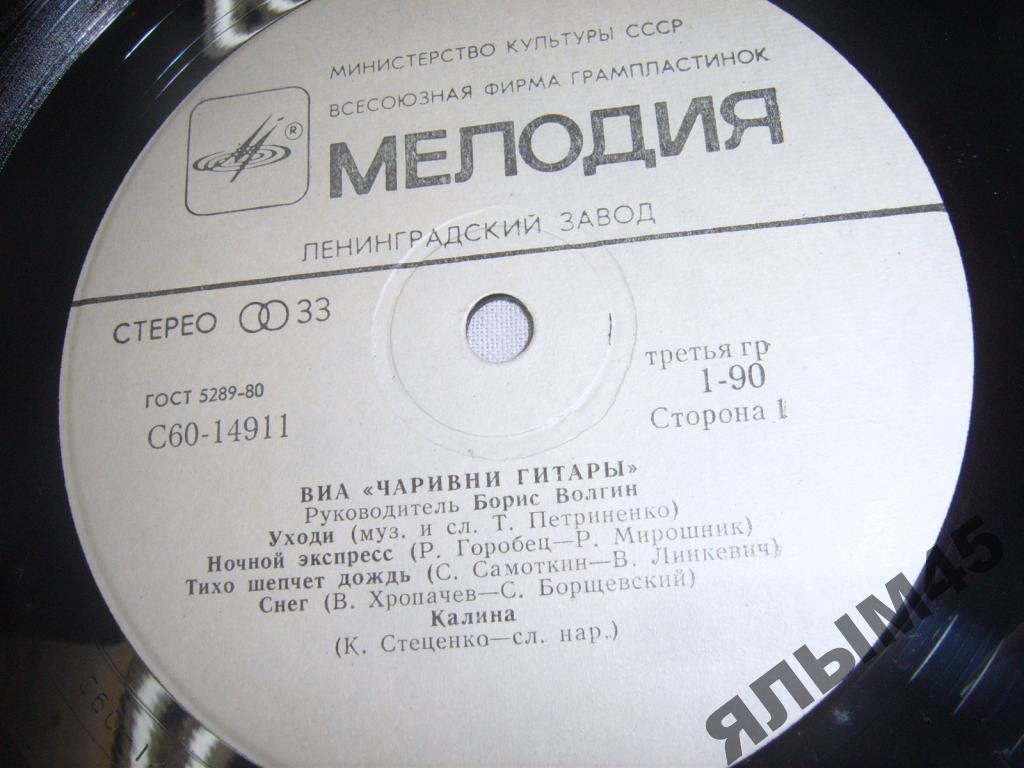 МИНИСТЕРСТВО КУЛЬТУРЫ СССР
ВСЕСОЮЗНАЯ ФИРМА ГРАМПЛАСТИНОК
®
МЕЛОДИЯ
ЛЕНИНГРАДСКИЙ ЗАВОД
СТЕРЕО 33
третья гр
1-90
ГОСТ 5289-80
С60-14911
Сторона 1
ВИА «ЧАРИВНИ ГИТАРЫ»
Руководитель Борис Волгин
Уходи (муз. и сл. Т. Петриненко)
Ночной экспресс (Р. Горобец—Р. Мирошник)
Тихо шепчет дождь (С. Самоткин—В. Линкевич)
Снег (В. Хропачев—С. Борщевский)
Калина
(К. Стеценко—сл. нар.)
ЯЛЫМ45